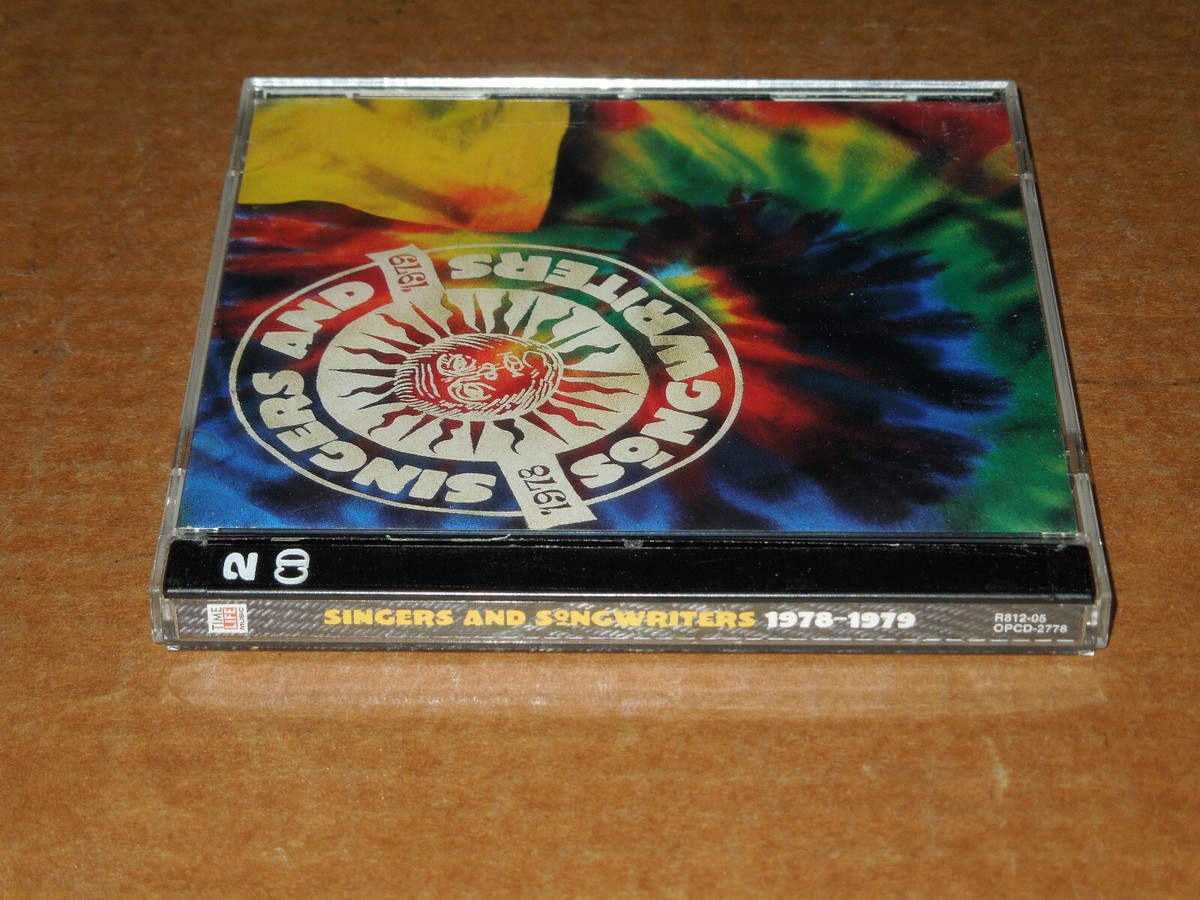 SINGERS AND
SONGWRITERS
'1978
'1979
2
CD
TIME
LIFE
MUSIC
SINGERS AND SONGWRITERS 1978-1979
R812-05
OPCD-2778